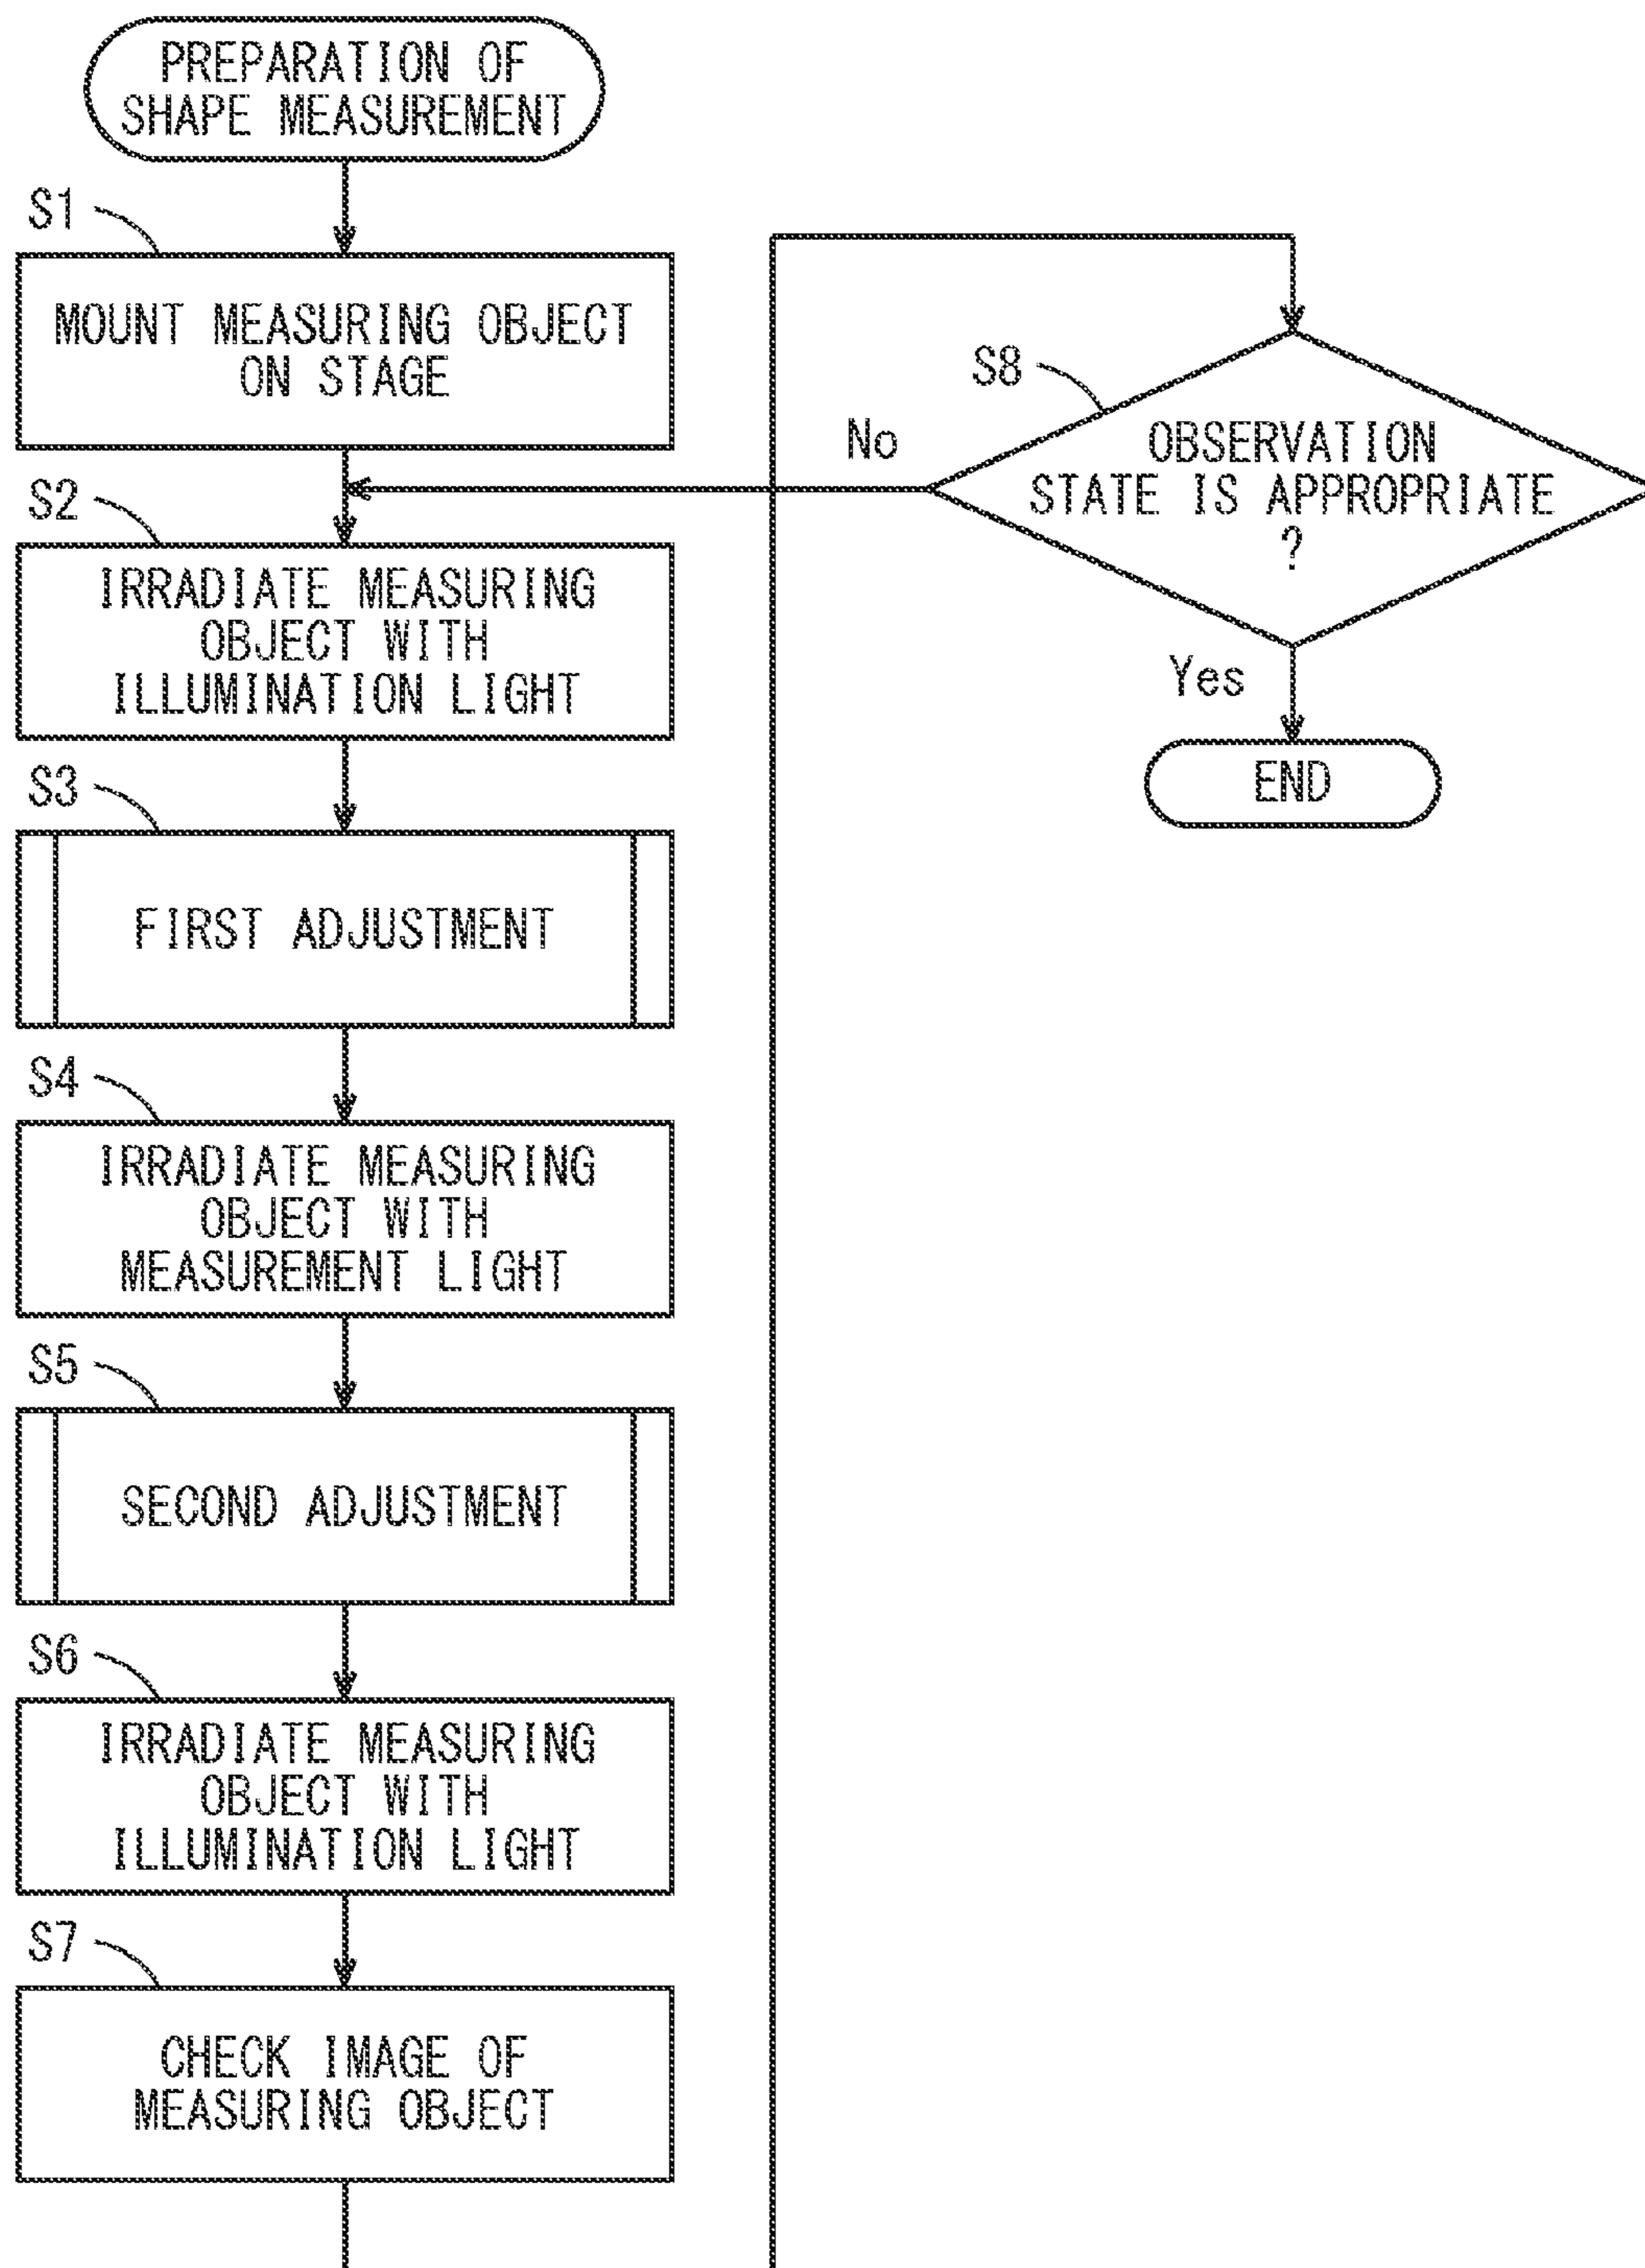 PREPARATION OF
SHAPE MEASUREMENT
S1
MOUNT MEASURING OBJECT
ON STAGE
S2
IRRADIATE MEASURING
OBJECT WITH
ILLUMINATION LIGHT
S3
FIRST ADJUSTMENT
S4
IRRADIATE MEASURING
OBJECT WITH
MEASUREMENT LIGHT
S5
SECOND ADJUSTMENT
S6
IRRADIATE MEASURING
OBJECT WITH
ILLUMINATION LIGHT
S7
CHECK IMAGE OF
MEASURING OBJECT
S8
No
OBSERVATION
STATE IS APPROPRIATE
?
Yes
END